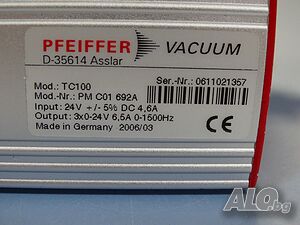 PFEIFFER VACUUM
D-35614 Asslar Ser.-Nr.: 0611021357
Mod.: TC100
Mod.-Nr.: PM C01 692A
Input: 24V +/- 5% DC 4,6A
Output: 3x0-24V 6,5A 0-1500Hz
Made in Germany 2006/03 CE
ALO.bg